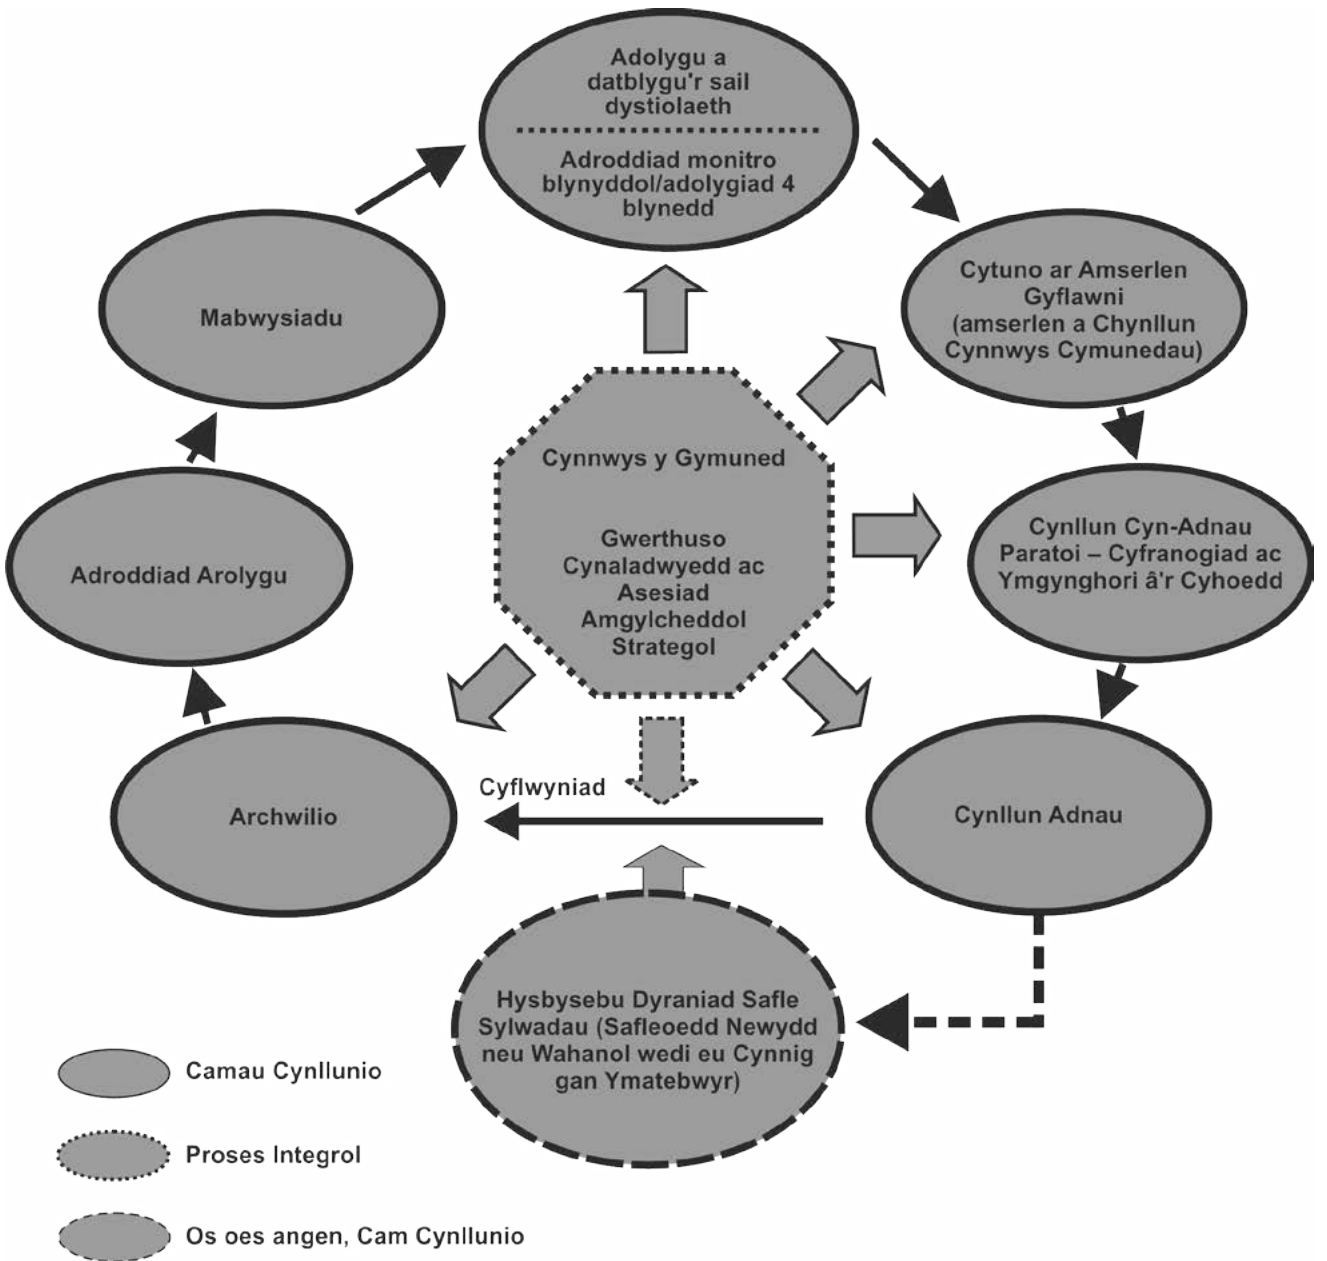 Adolygu a
datblygu'r sail
dystiolaeth
Adroddiad monitro
blynyddol/adolygiad 4
blynedd
Cytuno ar Amserlen
Gyflawni
(amserlen a Chynllun
Cynnwys Cymunedau)
Mabwysiadu
Cynnwys y Gymuned
Gwerthuso
Cynaladwyedd ac
Asesiad
Amgylcheddol
Strategol
Cynllun Cyn-Adnau
Paratoi – Cyfranogiad ac
Ymgynghori â'r Cyhoedd
Adroddiad Arolygu
Cyflwyniad
Archwilio
Cynllun Adnau
Hysbysebu Dyraniad Safle
Sylwadau (Safleoedd Newydd
neu Wahanol wedi eu Cynnig
gan Ymatebwyr)
Camau Cynllunio
Proses Integrol
Os oes angen, Cam Cynllunio